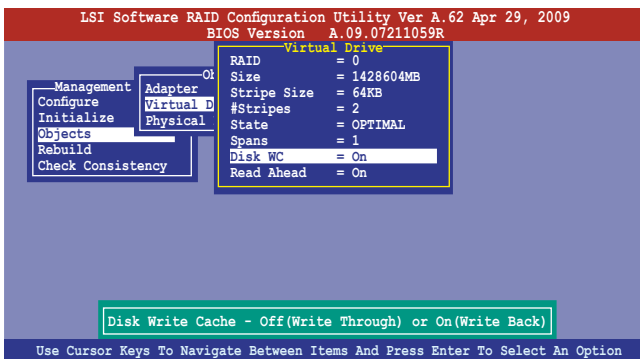 LSI Software RAID Configuration Utility Ver A.62 Apr 29, 2009
BIOS Version A.09.07211059R
Management
Configure
Initialize
Objects
Rebuild
Check Consistency
Ob
Adapter
Virtual D
Physical
Virtual Drive
RAID = 0
Size = 1428604MB
Stripe Size = 64KB
#Stripes = 2
State = OPTIMAL
Spans = 1
Disk WC = On
Read Ahead = On
Disk Write Cache - Off(Write Through) or On(Write Back)
Use Cursor Keys To Navigate Between Items And Press Enter To Select An Option